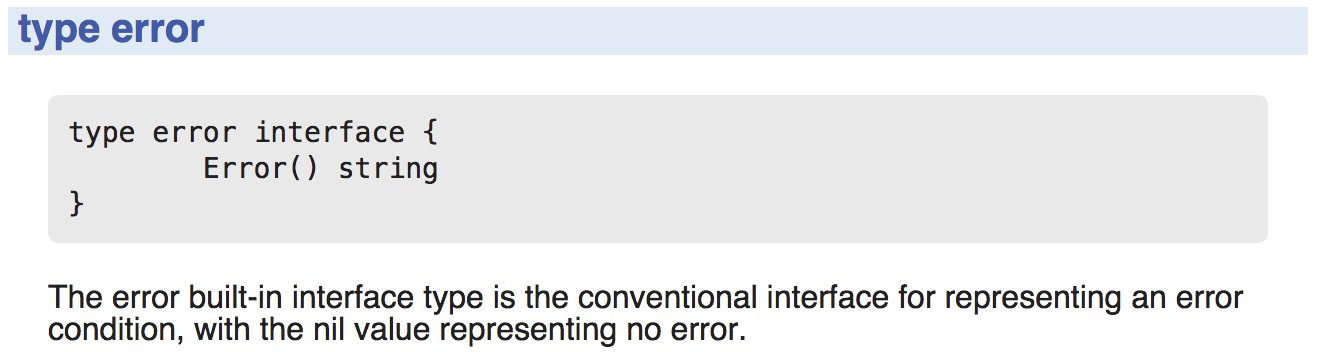 type error
type error interface {
        Error() string
}
The error built-in interface type is the conventional interface for representing an error
condition, with the nil value representing no error.